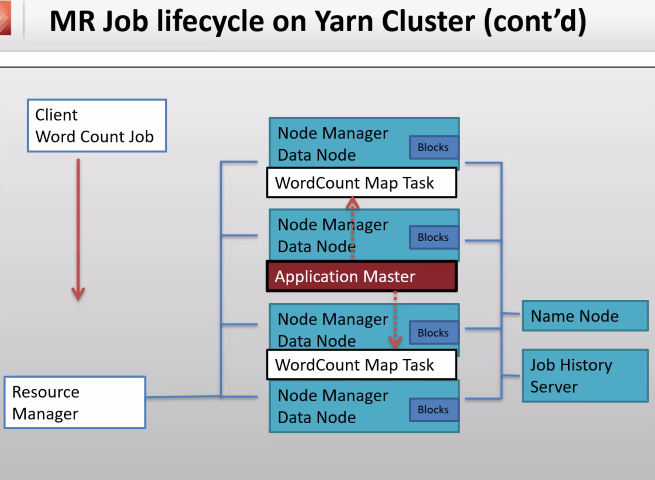 MR Job lifecycle on Yarn Cluster (cont’d)
Client
Word Count Job
Node Manager
Data Node
Blocks
WordCount Map Task
Node Manager
Data Node
Blocks
Application Master
Node Manager
Data Node
Blocks
WordCount Map Task
Node Manager
Data Node
Blocks
Name Node
Job History
Server
Resource
Manager